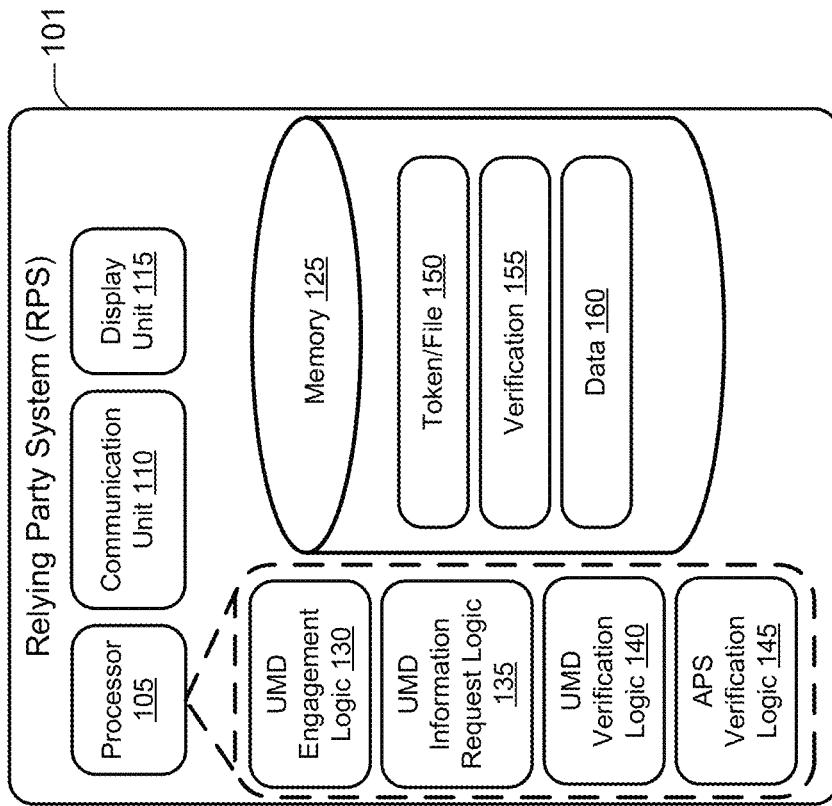 101
Relying Party System (RPS)
Processor
105
Communication
Unit 110
Display
Unit 115
UMD
Engagement
Logic 130
UMD
Information
Request Logic
135
UMD
Verification
Logic 140
APS
Verification
Logic 145
Memory 125
Token/File 150
Verification 155
Data 160